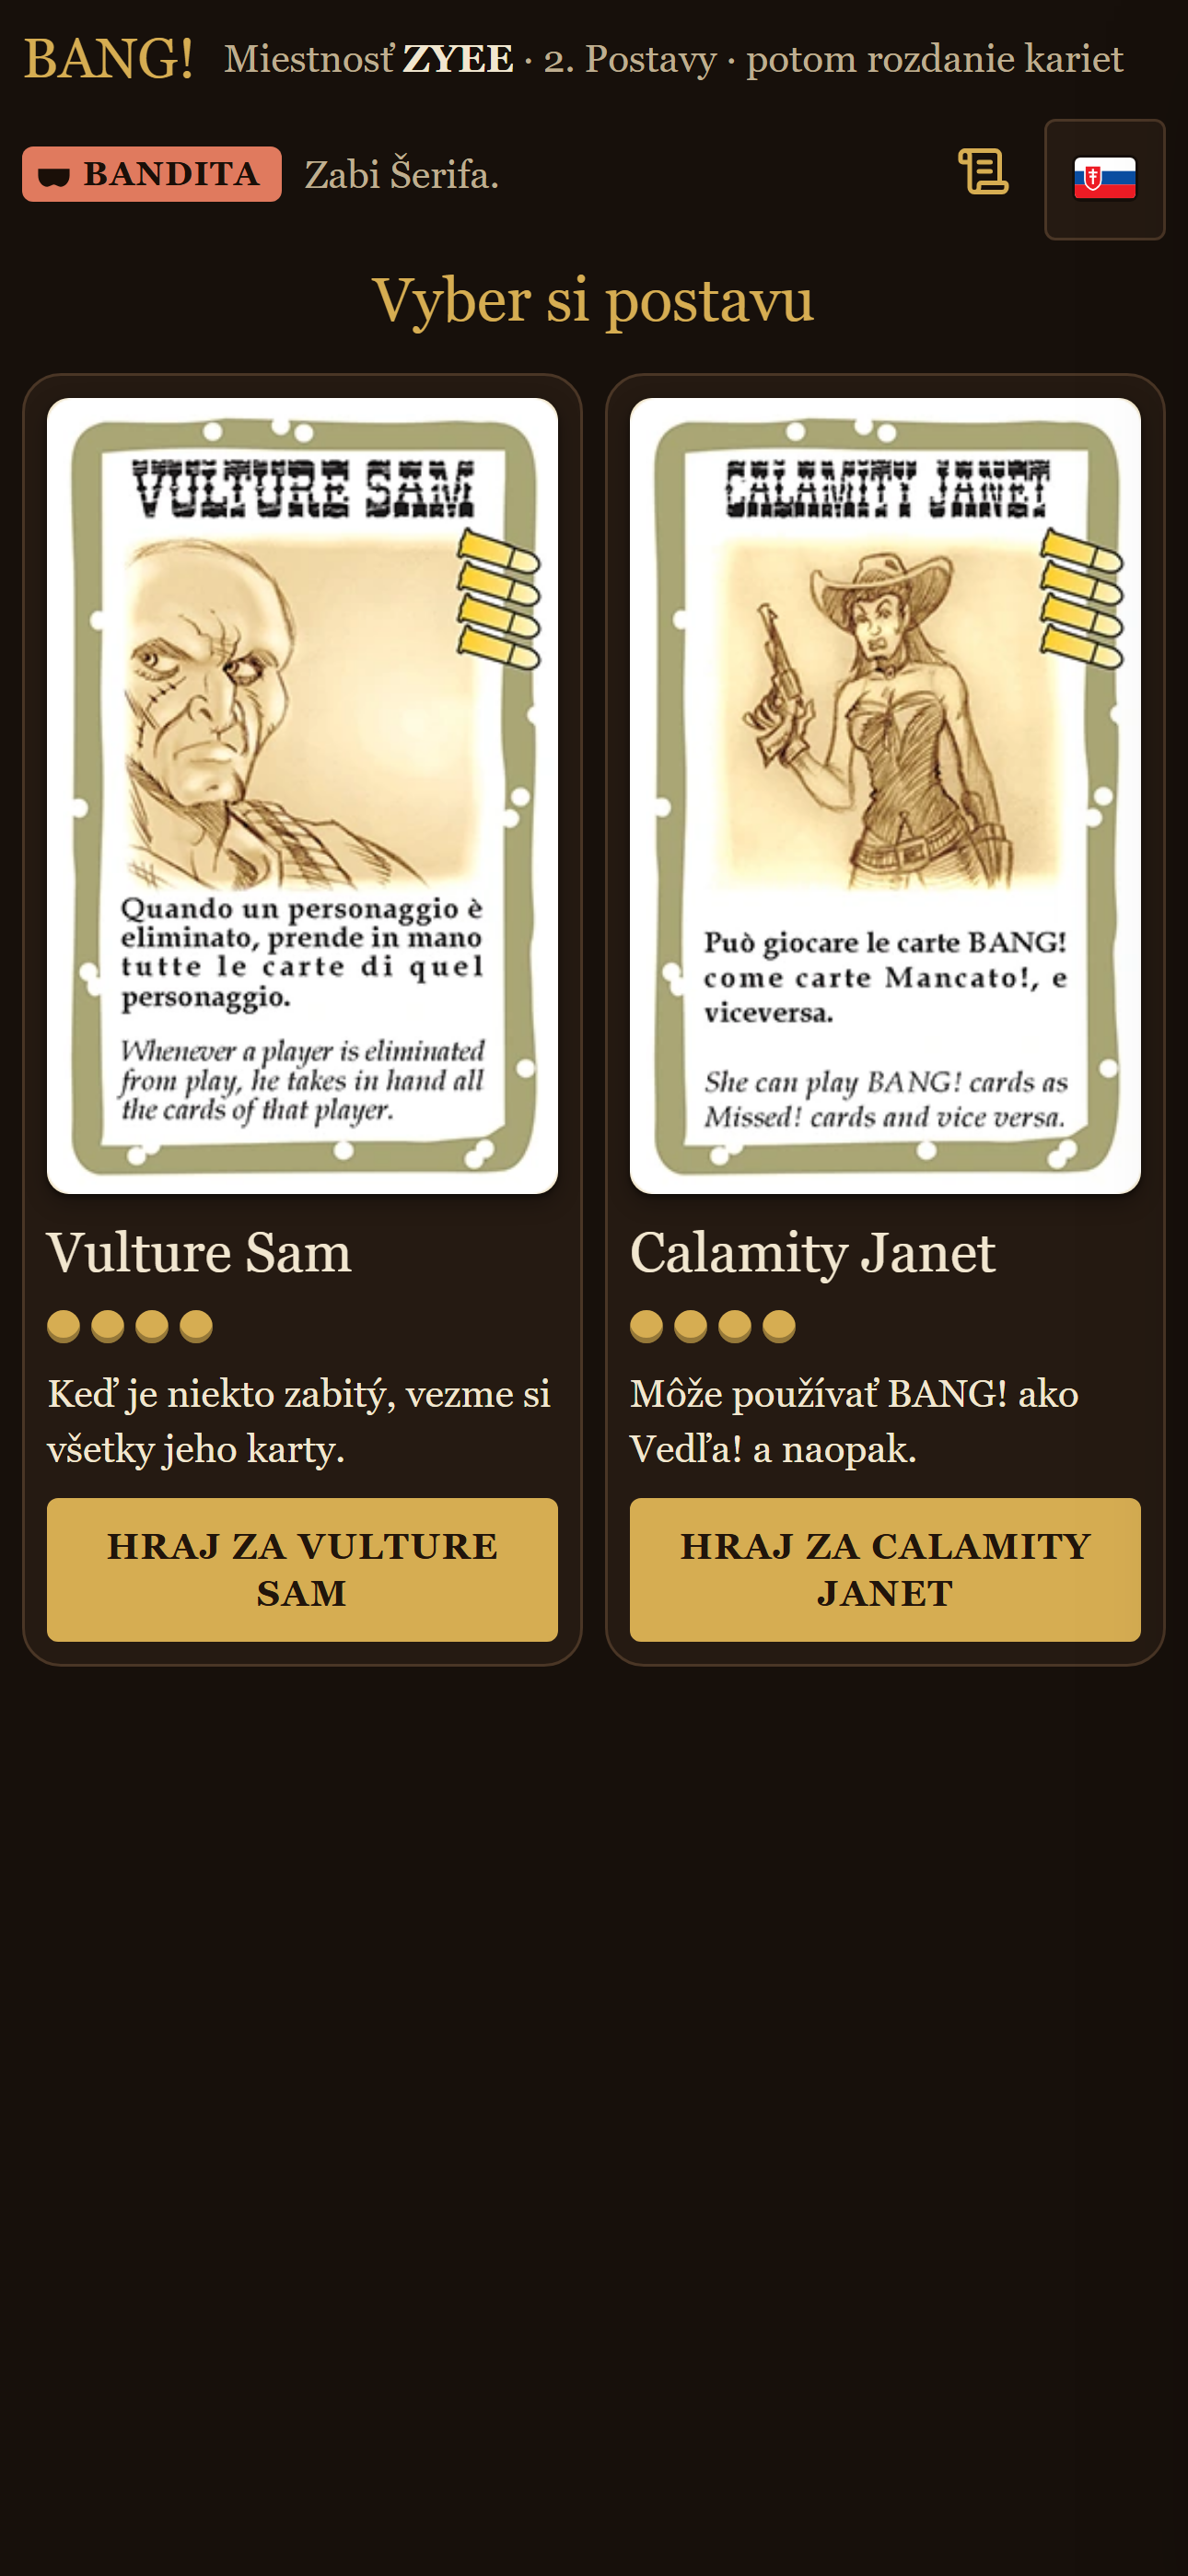 BANG! Miestnosť ZYEE · 2. Postavy · potom rozdanie kariet
BANDITA Zabi Šerifa.
Vyber si postavu
VULTURE SAM
Quando un personaggio è
eliminato, prende in mano
tutte le carte di quel
personaggio.
Whenever a player is eliminated
from play, he takes in hand all
the cards of that player.
Vulture Sam
Keď je niekto zabitý, vezme si
všetky jeho karty.
HRAJ ZA VULTURE
SAM
CALAMITY JANET
Può giocare le carte BANG!
come carte Mancato!, e
viceversa.
She can play BANG! cards as
Missed! cards and vice versa.
Calamity Janet
Môže používať BANG! ako
Vedľa! a naopak.
HRAJ ZA CALAMITY
JANET